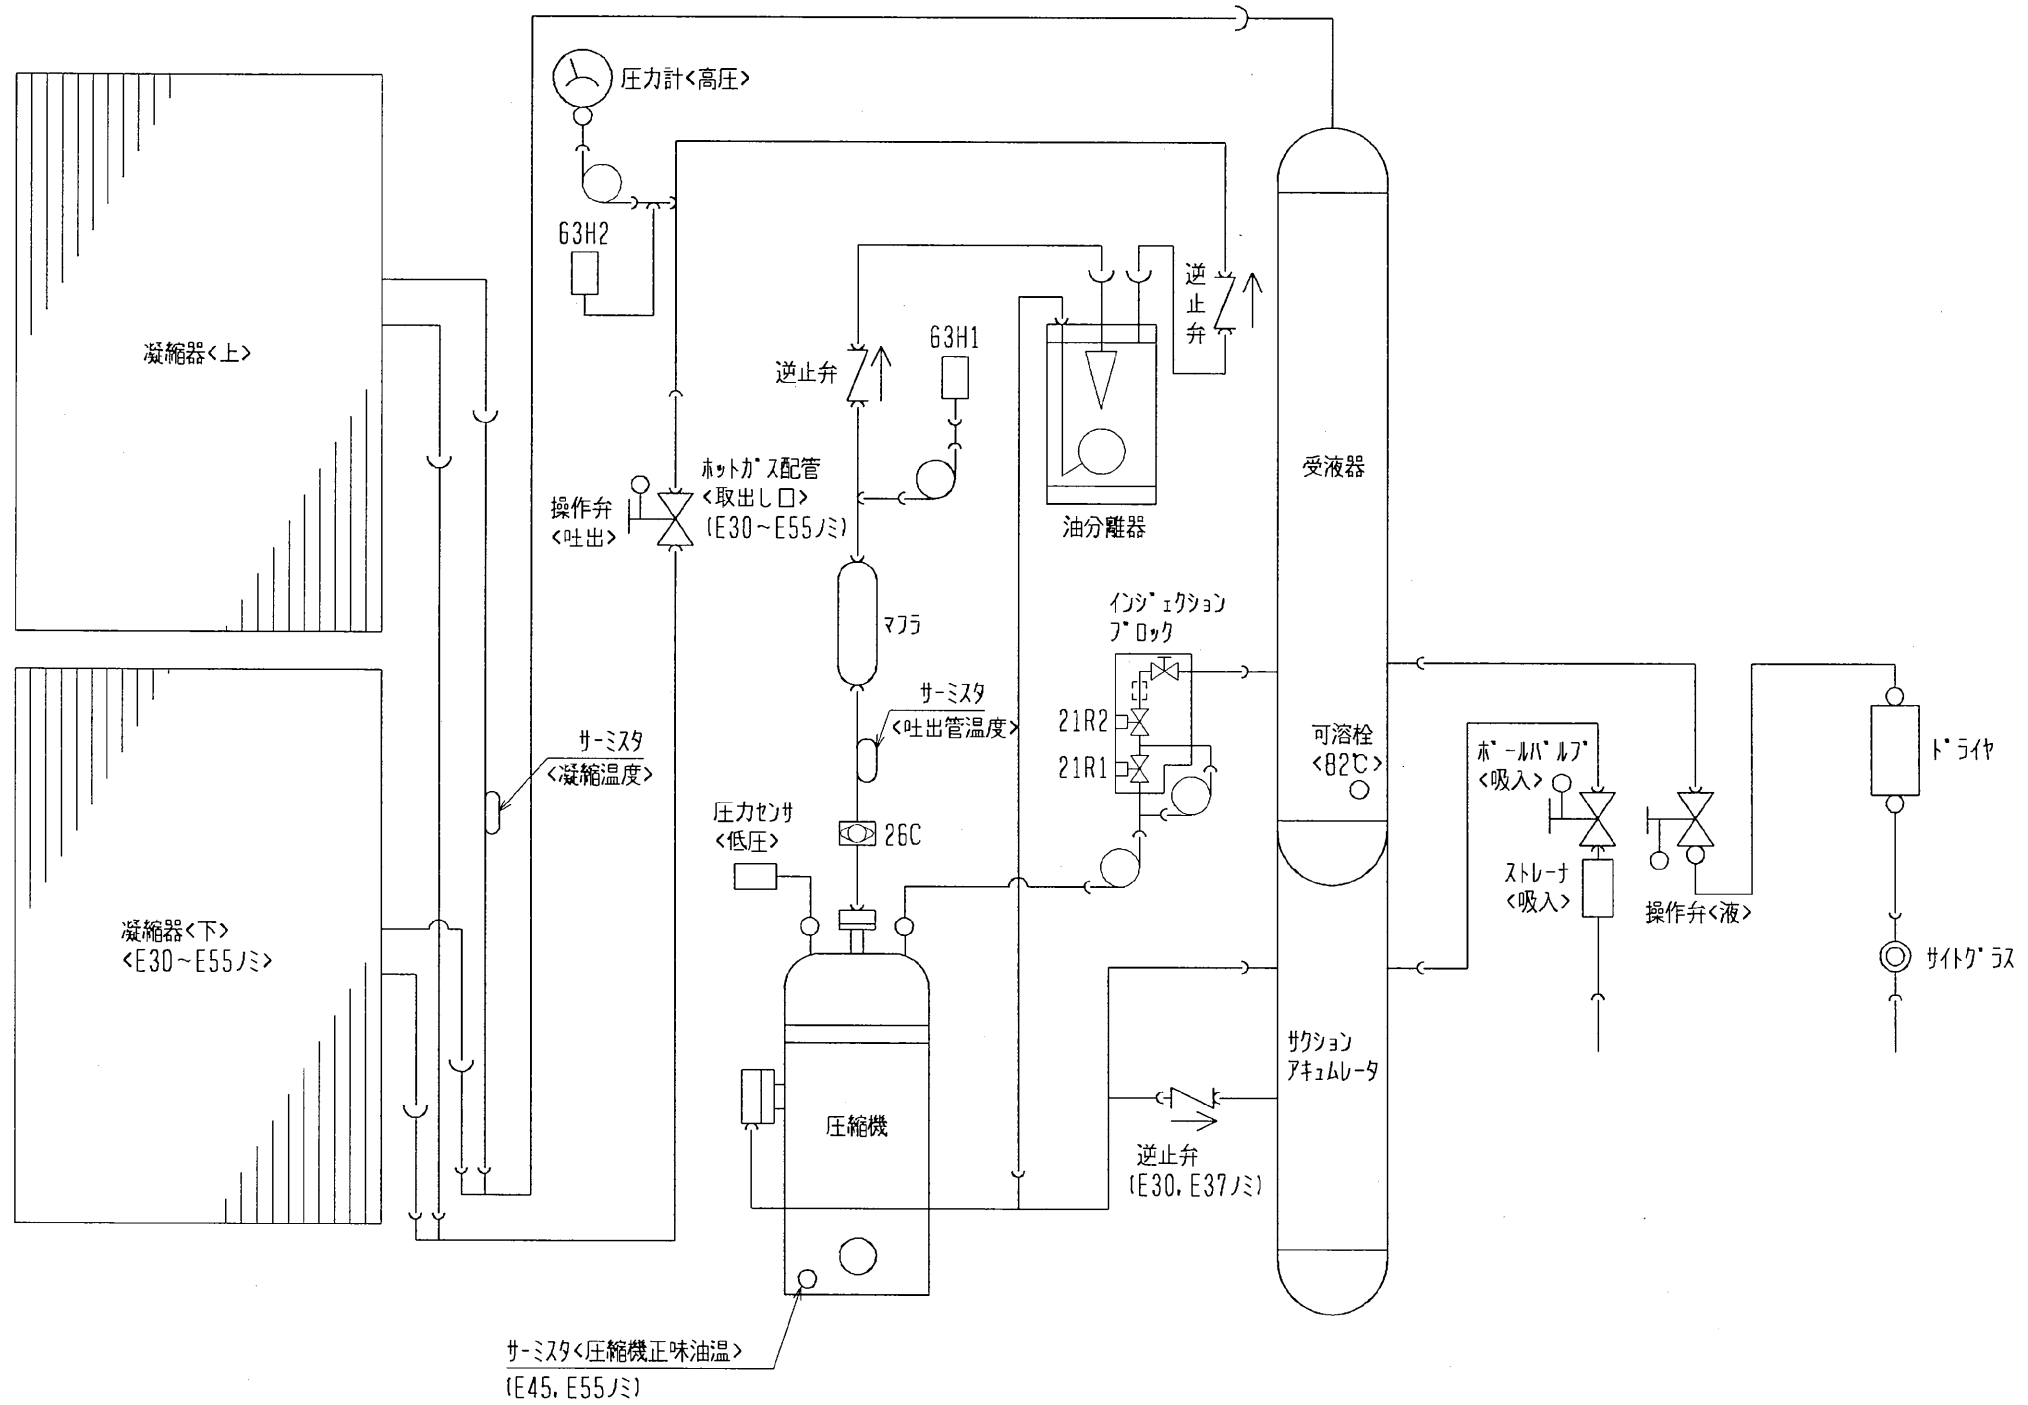 圧力計<高圧>
63H2
凝縮器<上>
逆止弁
63H1
逆止弁
油分離器
受液器
ホットガス配管
<取出し口>
(E30～E55ノミ)
操作弁
<吐出>
マフラ
インジェクション
ブロック
サーミスタ
<吐出管温度>
21R2
21R1
サーミスタ
<凝縮温度>
可溶栓
<82℃>
ボールバルブ
<吸入>
ドライヤ
圧力センサ
<低圧>
26C
ストレーナ
<吸入>
操作弁<液>
凝縮器<下>
<E30～E55ノミ>
サイトグラス
サクション
アキュムレータ
圧縮機
逆止弁
(E30, E37ノミ)
サーミスタ<圧縮機正味油温>
(E45, E55ノミ)